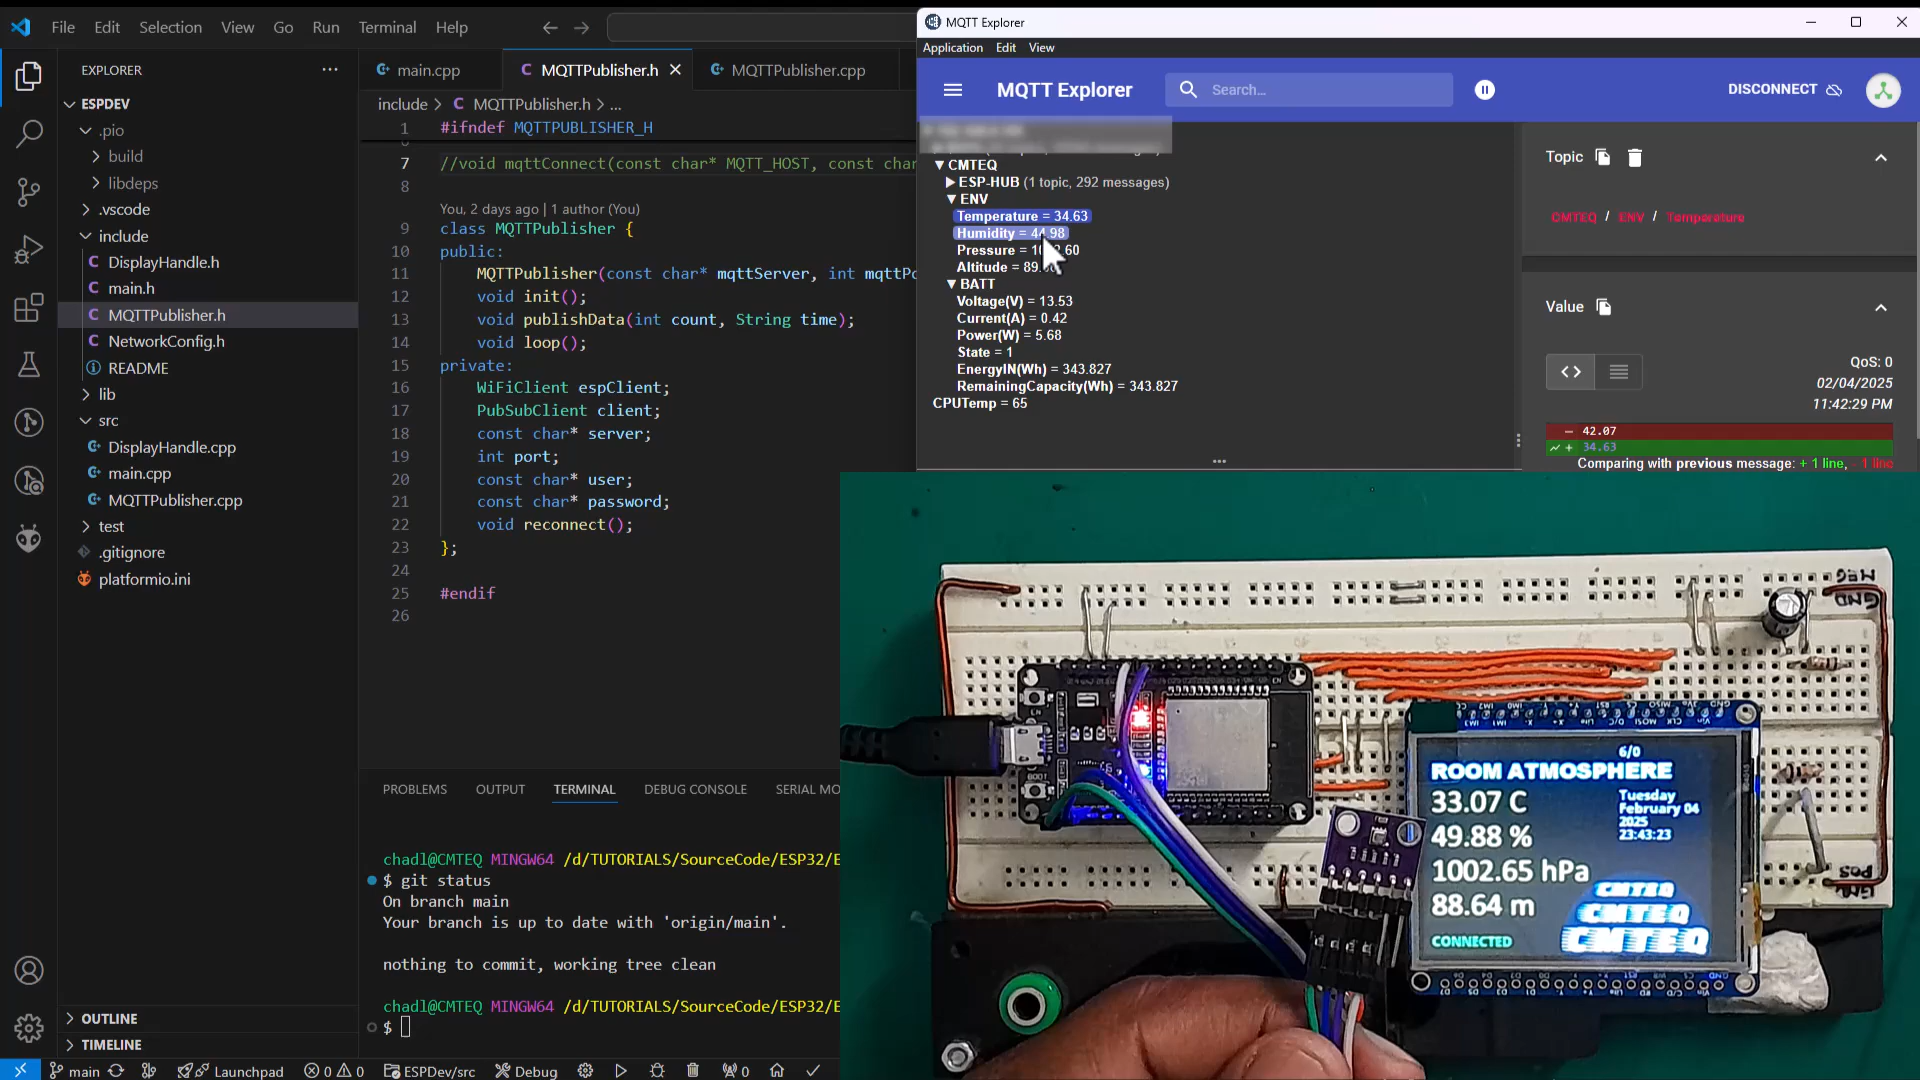 File Edit Selection View Go Run Terminal Help
EXPLORER
ESPDEV
.pio
build
libdeps
.vscode
include
DisplayHandle.h
main.h
MQTTPublisher.h
NetworkConfig.h
README
lib
src
DisplayHandle.cpp
main.cpp
MQTTPublisher.cpp
test
.gitignore
platformio.ini
OUTLINE
TIMELINE
main.cpp MQTTPublisher.h MQTTPublisher.cpp
include > C MQTTPublisher.h > ...
1 #ifndef MQTTPUBLISHER_H
7 //void mqttConnect(const char* MQTT_HOST, const char
8
You, 2 days ago | 1 author (You)
9 class MQTTPublisher {
10 public:
11 MQTTPublisher(const char* mqttServer, int mqttPo
12 void init();
13 void publishData(int count, String time);
14 void loop();
15 private:
16 WiFiClient espClient;
17 PubSubClient client;
18 const char* server;
19 int port;
20 const char* user;
21 const char* password;
22 void reconnect();
23 };
24
25 #endif
26
PROBLEMS OUTPUT TERMINAL DEBUG CONSOLE SERIAL MO
chadl@CMTEQ MINGW64 /d/TUTORIALS/SourceCode/ESP32/E
$ git status
On branch main
Your branch is up to date with 'origin/main'.
nothing to commit, working tree clean
chadl@CMTEQ MINGW64 /d/TUTORIALS/SourceCode/ESP32/E
$
main Launchpad 0 0 ESPDev/src Debug 0
MQTT Explorer
Application Edit View
MQTT Explorer Search... DISCONNECT
CMTEQ
ESP-HUB (1 topic, 292 messages)
ENV
Temperature = 34.63
Humidity = 44.98
Pressure =
Altitude =
BATT
Voltage(V) = 13.53
Current(A) = 0.42
Power(W) = 5.68
State = 1
EnergyIN(Wh) = 343.827
RemainingCapacity(Wh) = 343.827
CPUTemp = 65
Topic
CMTEQ / ENV / Temperature
Value
QoS: 0
02/04/2025
11:42:29 PM
- 42.07
+ 34.63
Comparing with previous message: + 1 line, - 1 line
6/0
ROOM ATMOSPHERE
33.07 C
49.88 %
1002.65 hPa
88.64 m
CONNECTED
Tuesday
February 04
2025
23:43:23
CMTEQ
CMTEQ
CMTEQ
NEG
GND
POS